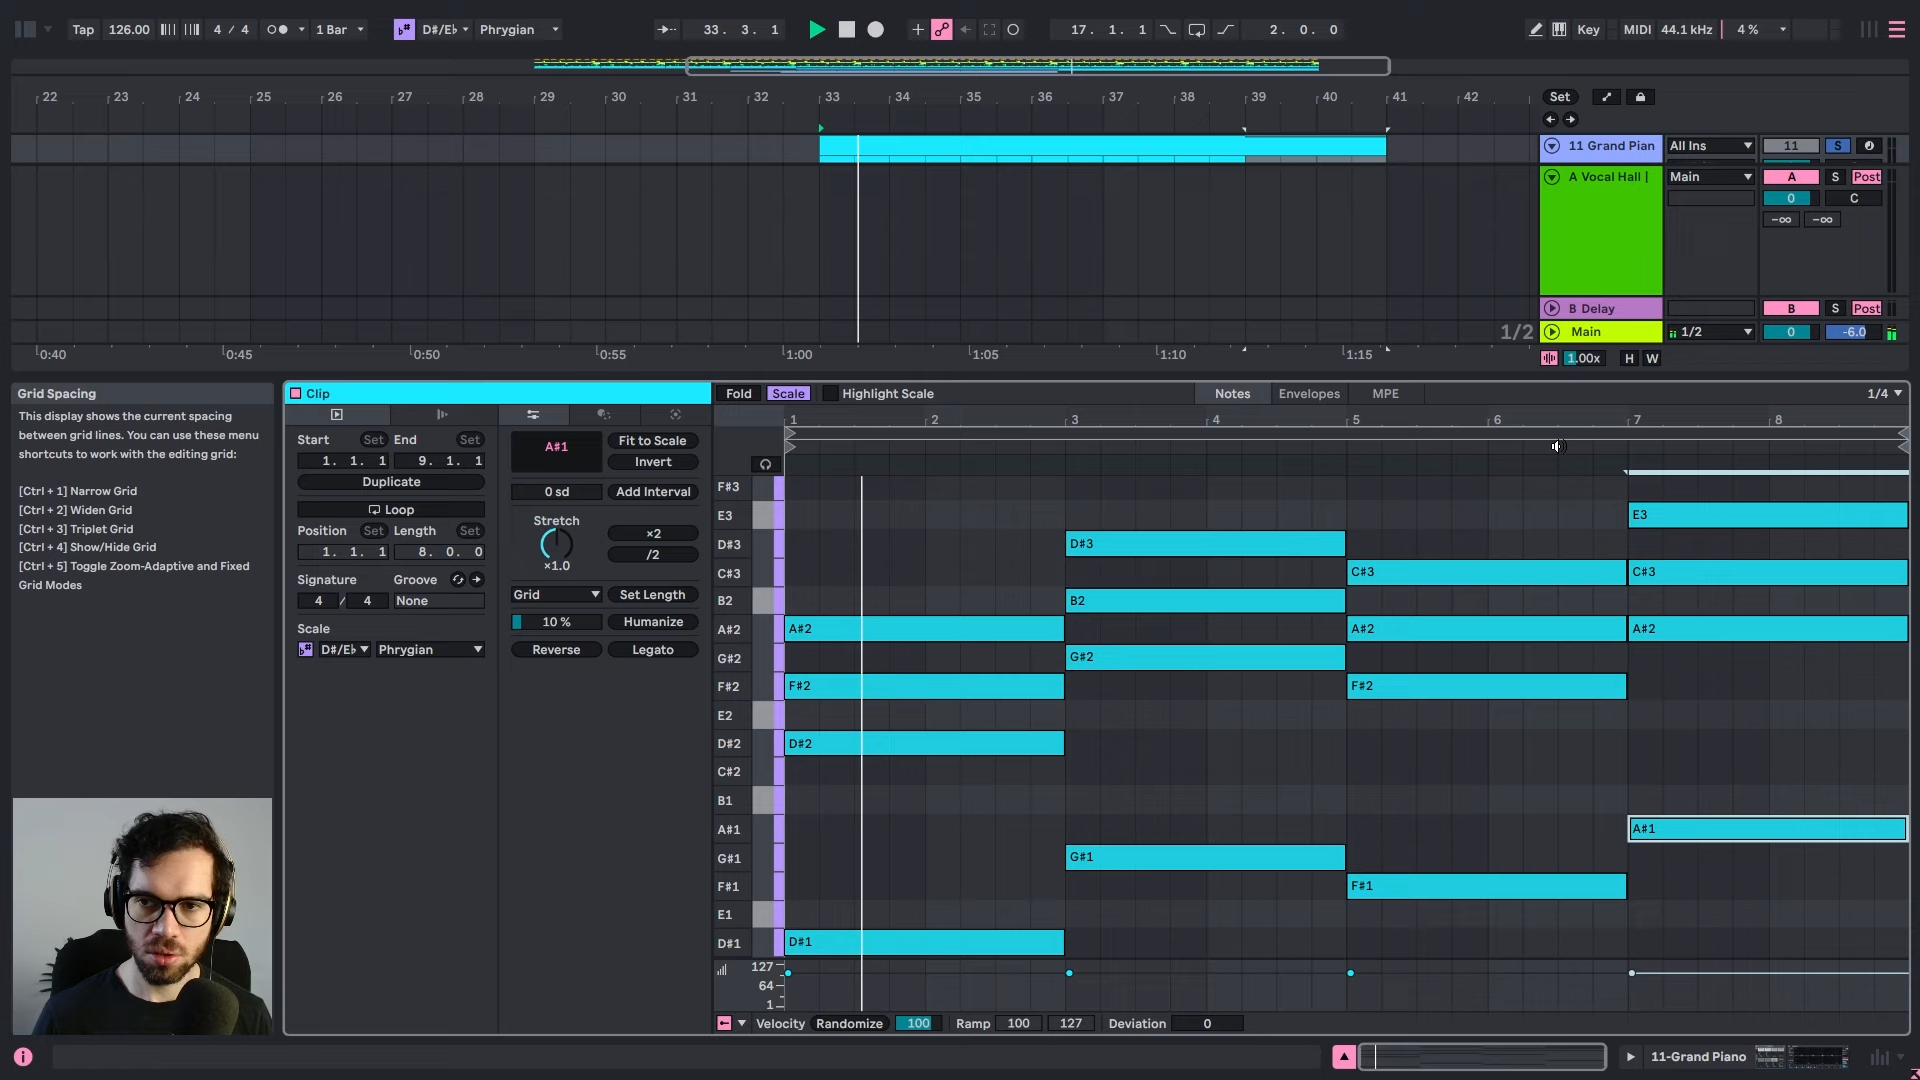 Tap 126.00 4 / 4 1 Bar D#/Eb Phrygian 33. 3. 1 17. 1. 1 2. 0. 0 Key MIDI 44.1 kHz 4 %
22 23 24 25 26 27 28 29 30 31 32 33 34 35 36 37 38 39 40 41 42 Set
11 Grand Pian All Ins 11 S
A Vocal Hall | Main A S Post
0 C
-∞ -∞
B Delay B S Post
1/2 Main 1/2 0 -6.0
0:40 0:45 0:50 0:55 1:00 1:05 1:10 1:15 1.00x H W
Grid Spacing
This display shows the current spacing
between grid lines. You can use these menu
shortcuts to work with the editing grid:
[Ctrl + 1] Narrow Grid
[Ctrl + 2] Widen Grid
[Ctrl + 3] Triplet Grid
[Ctrl + 4] Show/Hide Grid
[Ctrl + 5] Toggle Zoom-Adaptive and Fixed
Grid Modes
Clip
Start Set End Set
1. 1. 1 9. 1. 1
Duplicate
Loop
Position Set Length Set
1. 1. 1 8. 0. 0
Signature Groove
4 / 4 None
Scale
D#/Eb Phrygian
A#1 Fit to Scale
Invert
0 sd Add Interval
Stretch ×2
/2
×1.0
Grid Set Length
10 % Humanize
Reverse Legato
Fold Scale Highlight Scale Notes Envelopes MPE 1/4
1 2 3 4 5 6 7 8
F#3
E3 E3
D#3 D#3
C#3 C#3 C#3
B2 B2
A#2 A#2 A#2 A#2
G#2 G#2
F#2 F#2 F#2
E2
D#2 D#2
C#2
B1
A#1 A#1
G#1 G#1
F#1 F#1
E1
D#1 D#1
127
64
1
Velocity Randomize 100 Ramp 100 127 Deviation 0
11-Grand Piano